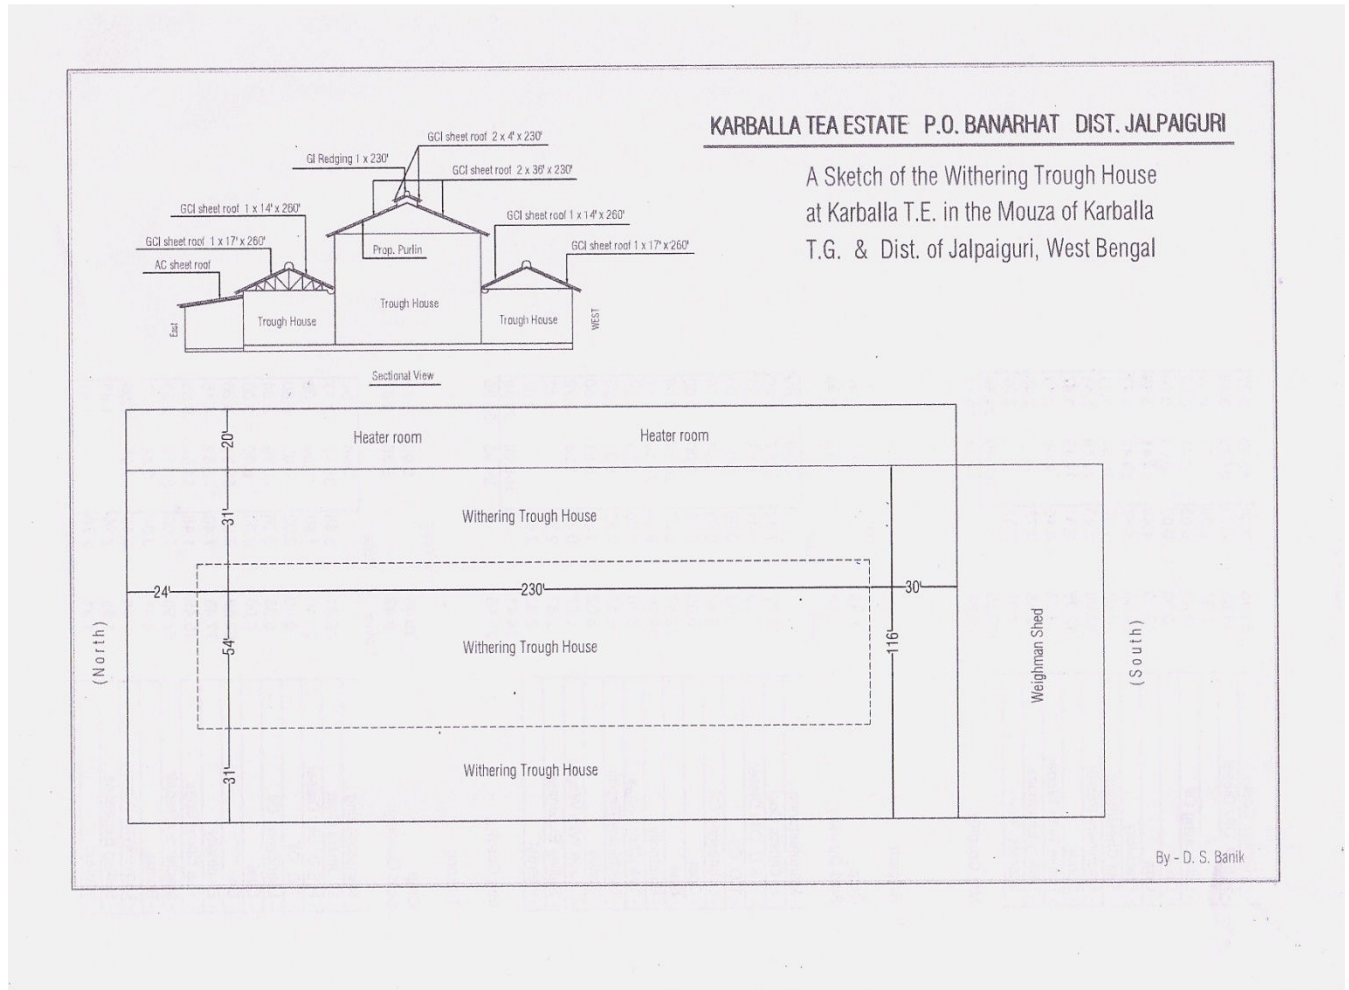 KARBALLA TEA ESTATE P.O. BANARHAT DIST. JALPAIGURI
A Sketch of the Withering Trough House
at Karballa T.E. in the Mouza of Karballa
T.G. & Dist. of Jalpaiguri, West Bengal
GCI sheet roof 2 x 4' x 230'
GI Redging 1 x 230'
GCI sheet roof 2 x 36' x 230'
GCI sheet roof 1 x 14' x 260'
GCI sheet roof 1 x 14' x 260'
GCI sheet roof 1 x 17' x 260'
GCI sheet roof 1 x 17' x 260'
Prop. Purlin
AC sheet roof
Trough House
Trough House
Trough House
East
WEST
Sectional View
20'
Heater room
Heater room
31'
Withering Trough House
24'
230'
30'
54'
Withering Trough House
116'
Weighman Shed
(North)
(South)
31'
Withering Trough House
By - D. S. Banik